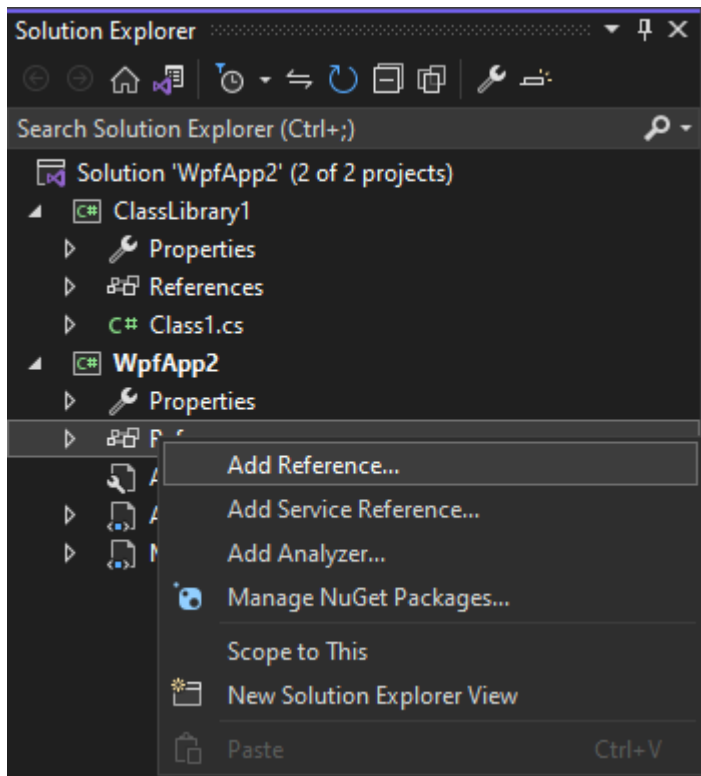 Solution Explorer
Search Solution Explorer (Ctrl+;)
Solution 'WpfApp2' (2 of 2 projects)
C# ClassLibrary1
Properties
References
C# Class1.cs
C# WpfApp2
Properties
Add Reference...
Add Service Reference...
Add Analyzer...
Manage NuGet Packages...
Scope to This
New Solution Explorer View
Paste Ctrl+V